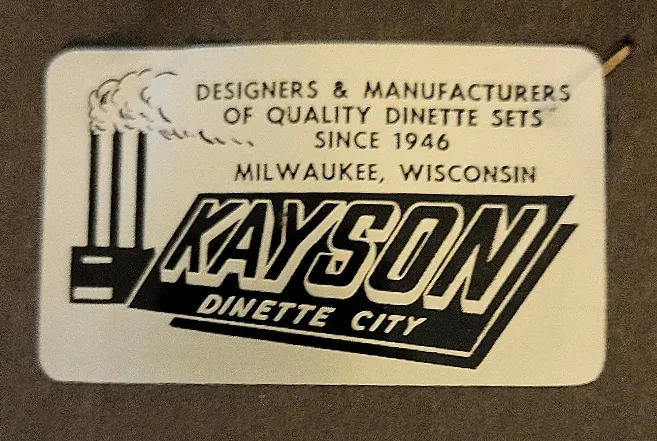 DESIGNERS & MANUFACTURERS
OF QUALITY DINETTE SETS
SINCE 1946
MILWAUKEE, WISCONSIN
KAYSON
DINETTE CITY